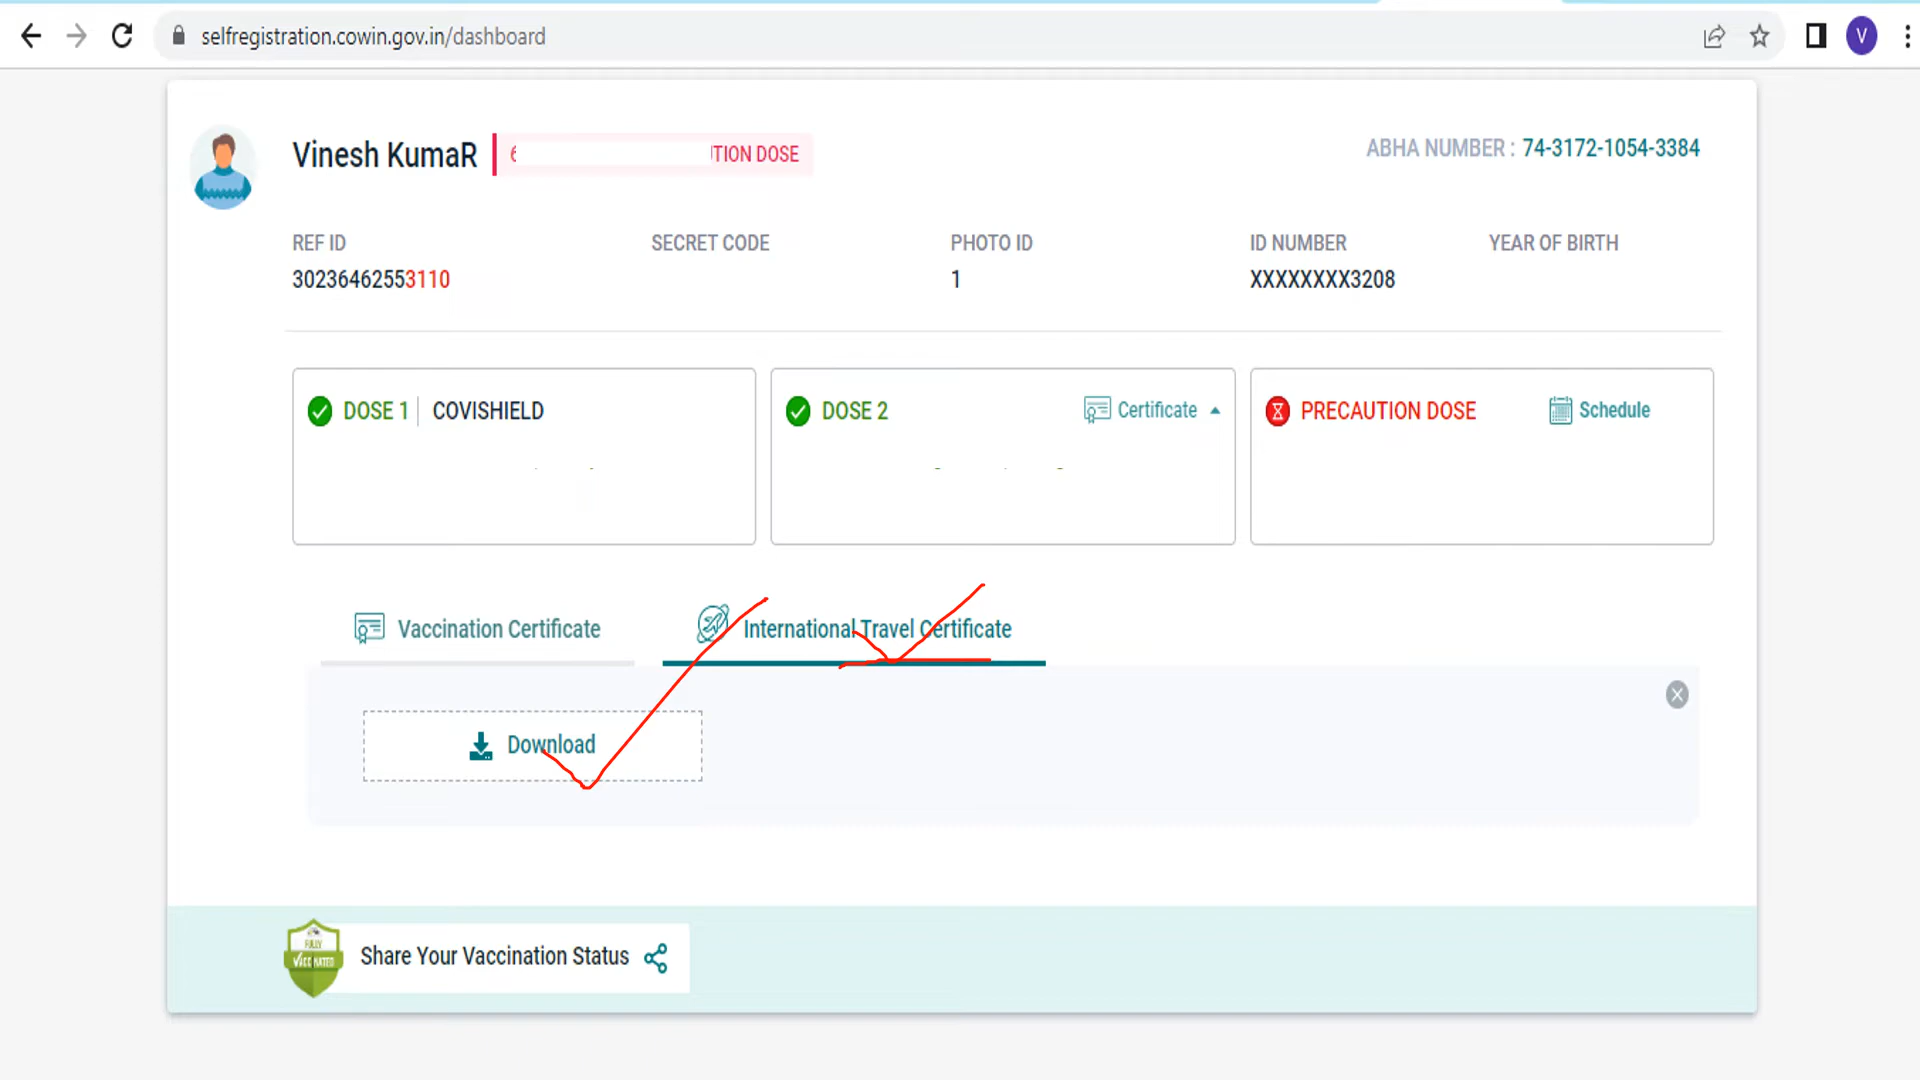 selfregistration.cowin.gov.in/dashboard
V
Vinesh KumaR
TION DOSE
ABHA NUMBER : 74-3172-1054-3384
REF ID
SECRET CODE
PHOTO ID
ID NUMBER
YEAR OF BIRTH
30236462553110
1
XXXXXXXX3208
DOSE 1
COVISHIELD
DOSE 2
Certificate
PRECAUTION DOSE
Schedule
Vaccination Certificate
International Travel Certificate
Download
FULLY
VACCINATED
Share Your Vaccination Status